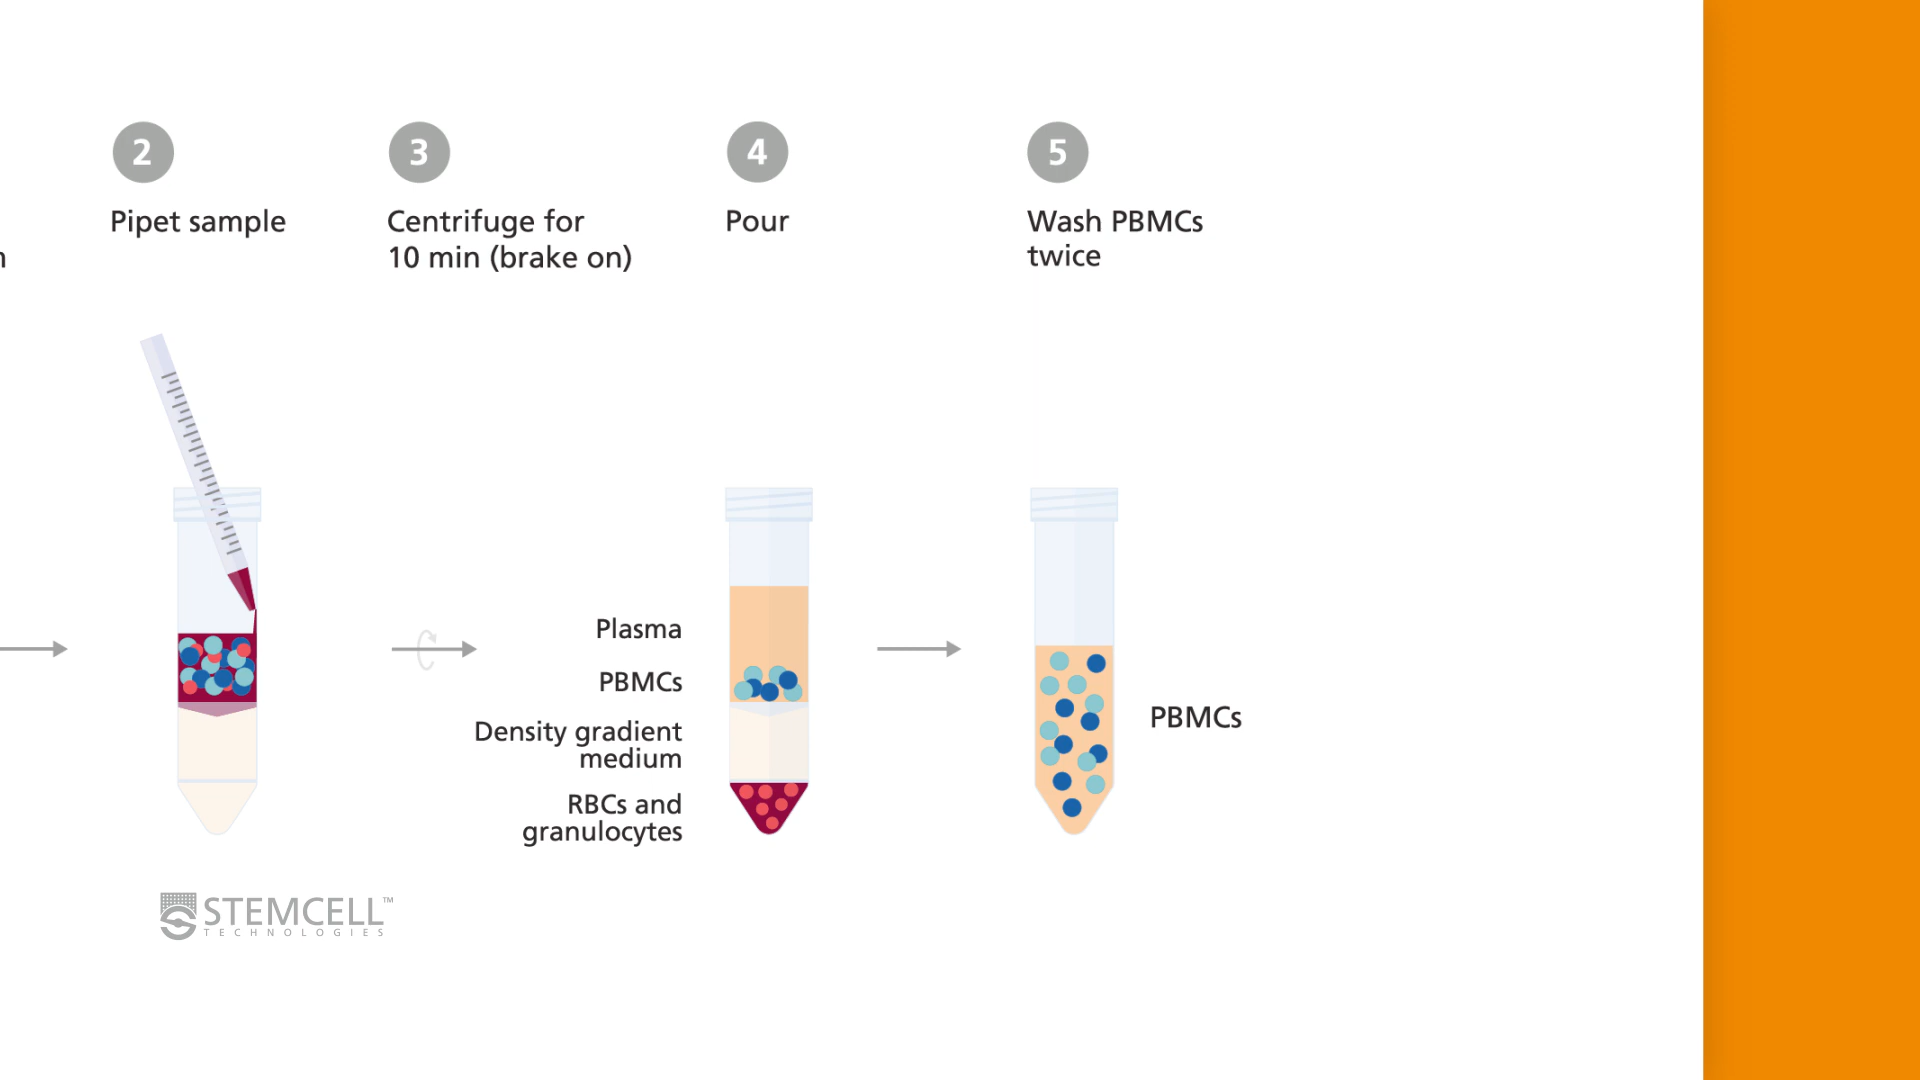 2
Pipet sample
3
Centrifuge for
10 min (brake on)
4
Pour
5
Wash PBMCs
twice
Plasma
PBMCs
Density gradient
medium
RBCs and
granulocytes
PBMCs
STEMCELL™
TECHNOLOGIES